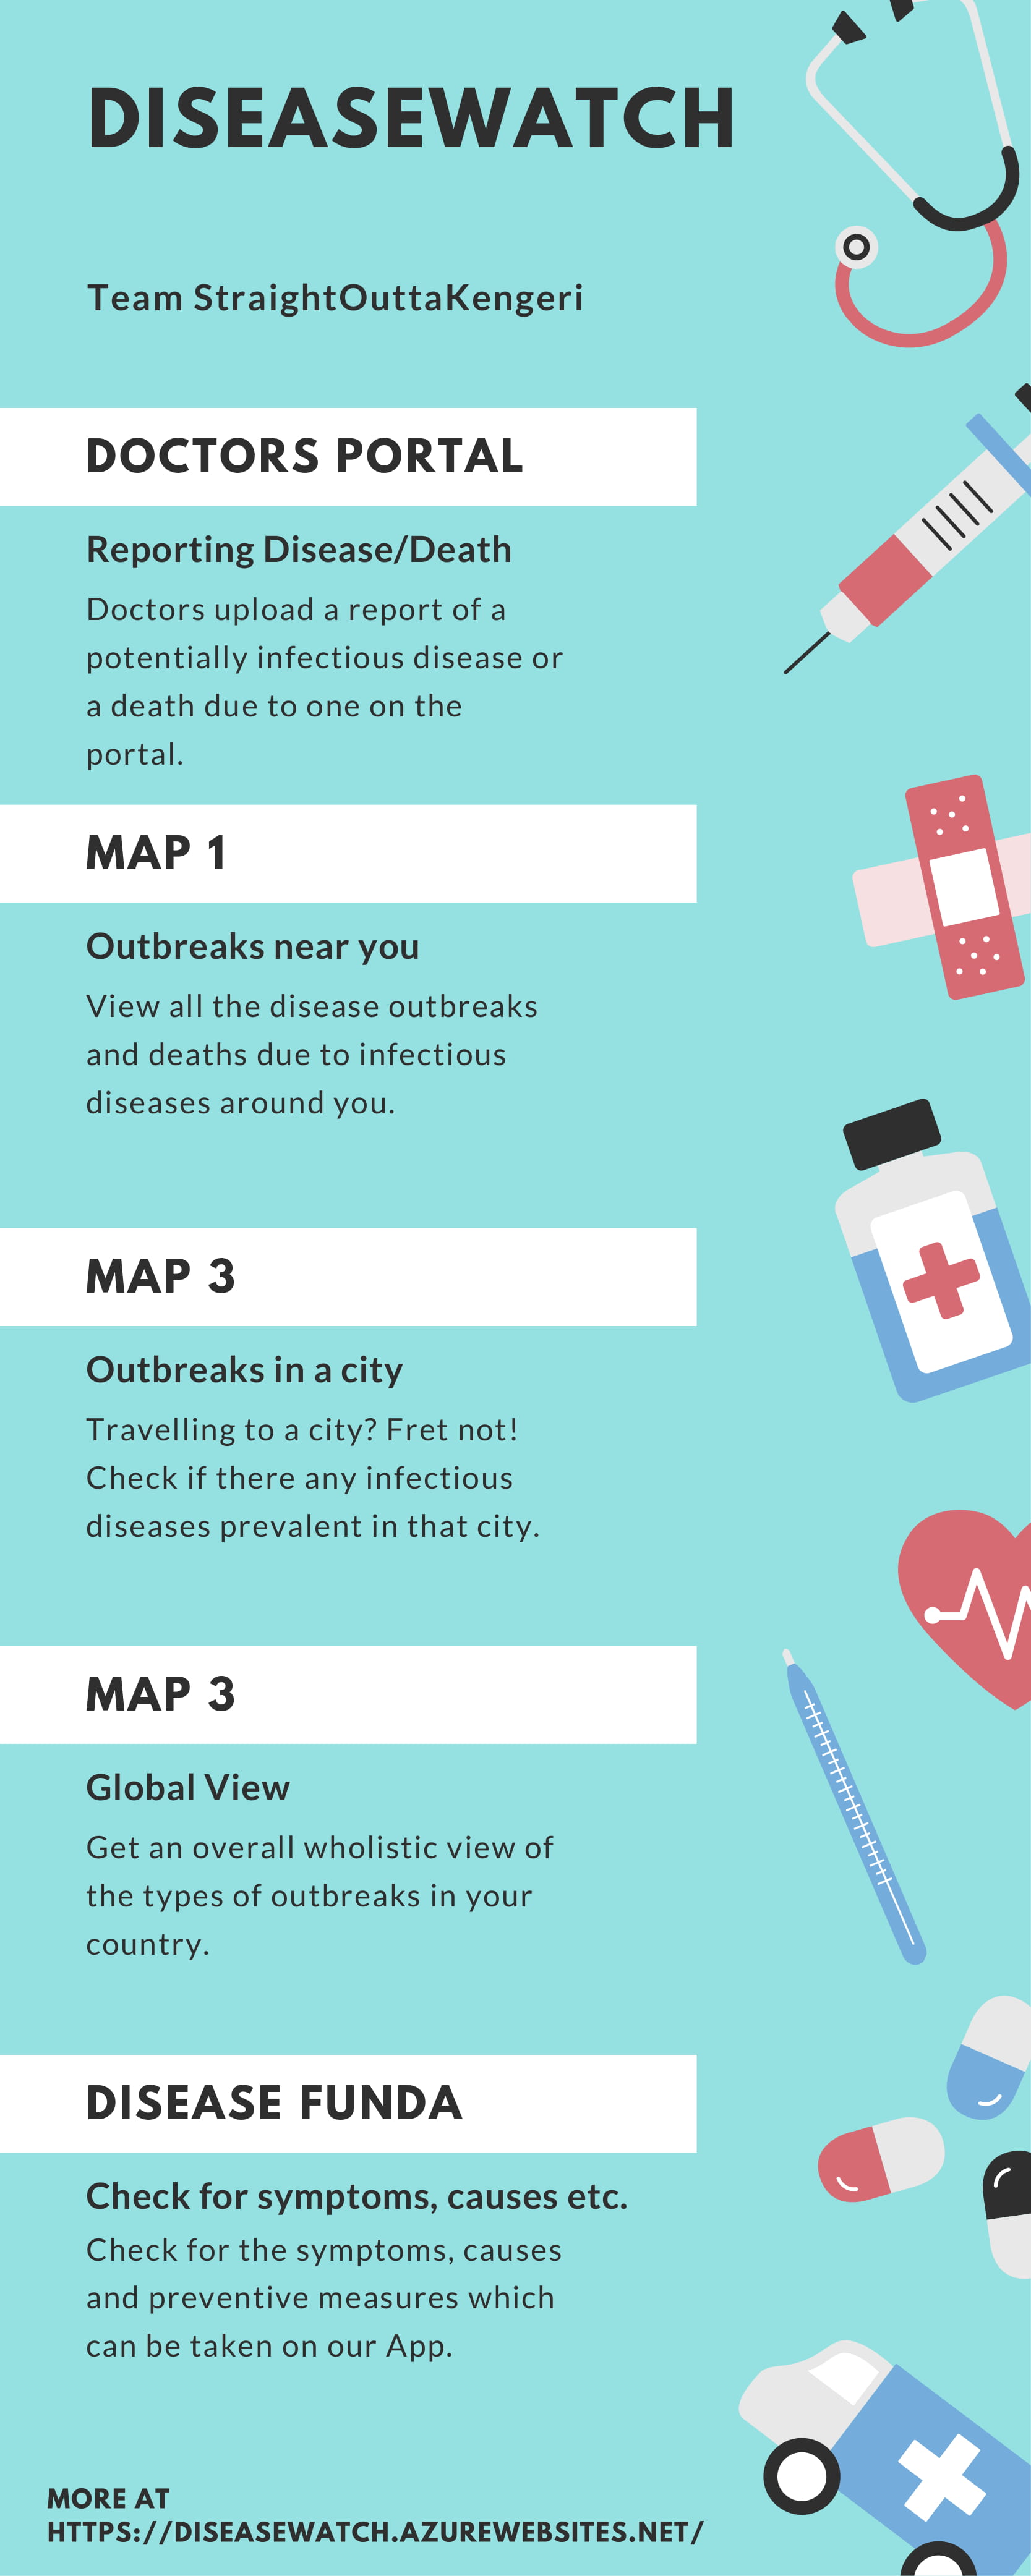 DISEASEWATCH
Team StraightOuttaKengeri
DOCTORS PORTAL
Reporting Disease/Death
Doctors upload a report of a
potentially infectious disease or
a death due to one on the
portal.
MAP 1
Outbreaks near you
View all the disease outbreaks
and deaths due to infectious
diseases around you.
MAP 3
Outbreaks in a city
Travelling to a city? Fret not!
Check if there any infectious
diseases prevalent in that city.
MAP 3
Global View
Get an overall wholistic view of
the types of outbreaks in your
country.
DISEASE FUNDA
Check for symptoms, causes etc.
Check for the symptoms, causes
and preventive measures which
can be taken on our App.
MORE AT
HTTPS://DISEASEWATCH.AZUREWEBSITES.NET/